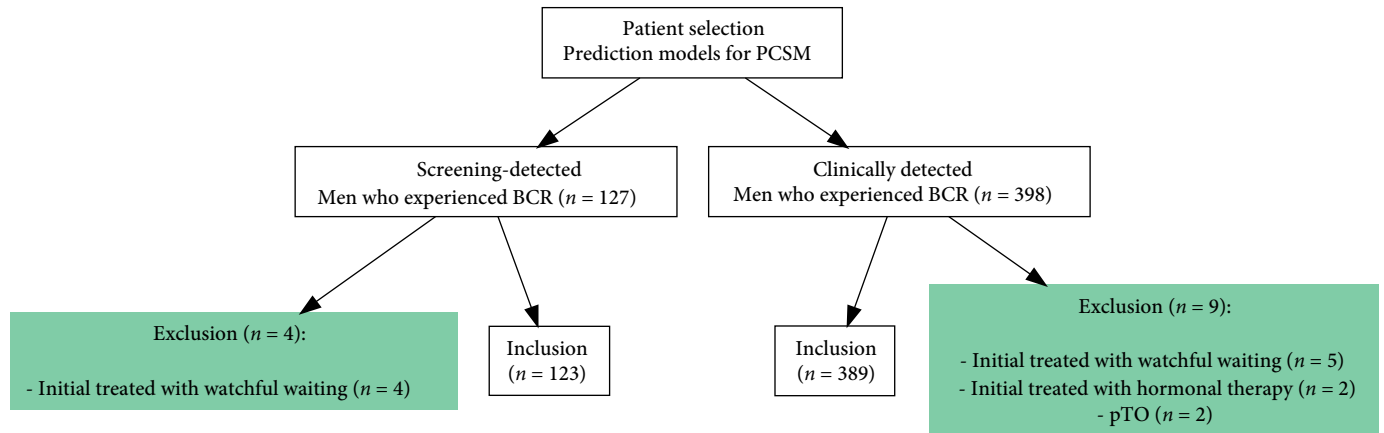 Patient selection
Prediction models for PCSM
Screening-detected
Men who experienced BCR (n = 127)
Clinically detected
Men who experienced BCR (n = 398)
Exclusion (n = 4):
- Initial treated with watchful waiting (n = 4)
Inclusion
(n = 123)
Inclusion
(n = 389)
Exclusion (n = 9):
- Initial treated with watchful waiting (n = 5)
- Initial treated with hormonal therapy (n = 2)
- pTO (n = 2)